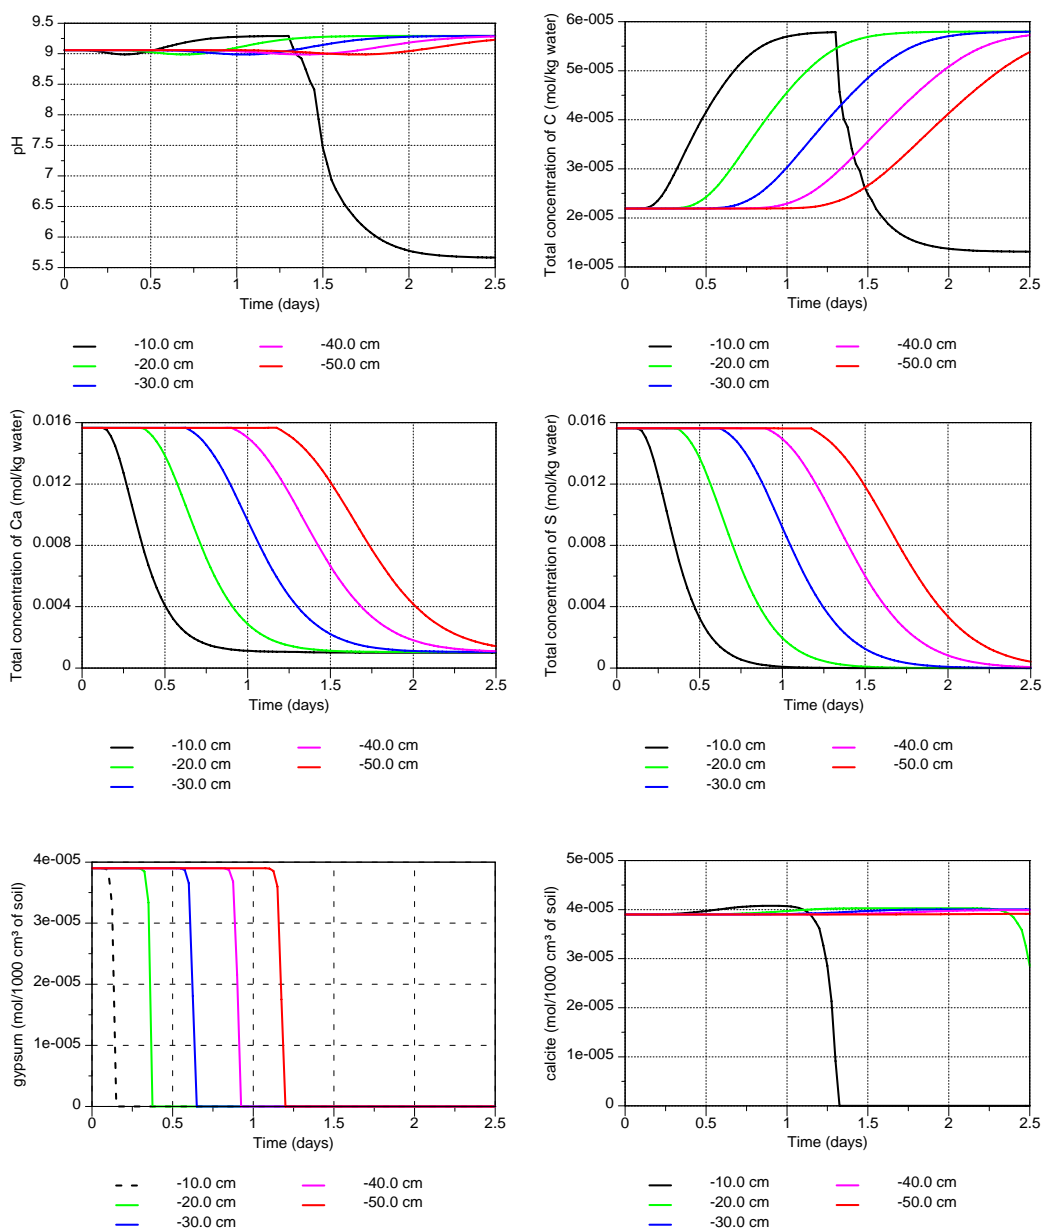 pH
9.5
9
8.5
8
7.5
7
6.5
6
5.5
0 0.5 1 1.5 2 2.5
Time (days)
-10.0 cm -40.0 cm
-20.0 cm -50.0 cm
-30.0 cm
Total concentration of C (mol/kg water)
6e-005
5e-005
4e-005
3e-005
2e-005
1e-005
0 0.5 1 1.5 2 2.5
Time (days)
-10.0 cm -40.0 cm
-20.0 cm -50.0 cm
-30.0 cm
Total concentration of Ca (mol/kg water)
0.016
0.012
0.008
0.004
0
0 0.5 1 1.5 2 2.5
Time (days)
-10.0 cm -40.0 cm
-20.0 cm -50.0 cm
-30.0 cm
Total concentration of S (mol/kg water)
0.016
0.012
0.008
0.004
0
0 0.5 1 1.5 2 2.5
Time (days)
-10.0 cm -40.0 cm
-20.0 cm -50.0 cm
-30.0 cm
gypsum (mol/1000 cm³ of soil)
4e-005
3e-005
2e-005
1e-005
0
0 0.5 1 1.5 2 2.5
Time (days)
-10.0 cm -40.0 cm
-20.0 cm -50.0 cm
-30.0 cm
calcite (mol/1000 cm³ of soil)
5e-005
4e-005
3e-005
2e-005
1e-005
0
0 0.5 1 1.5 2 2.5
Time (days)
-10.0 cm -40.0 cm
-20.0 cm -50.0 cm
-30.0 cm